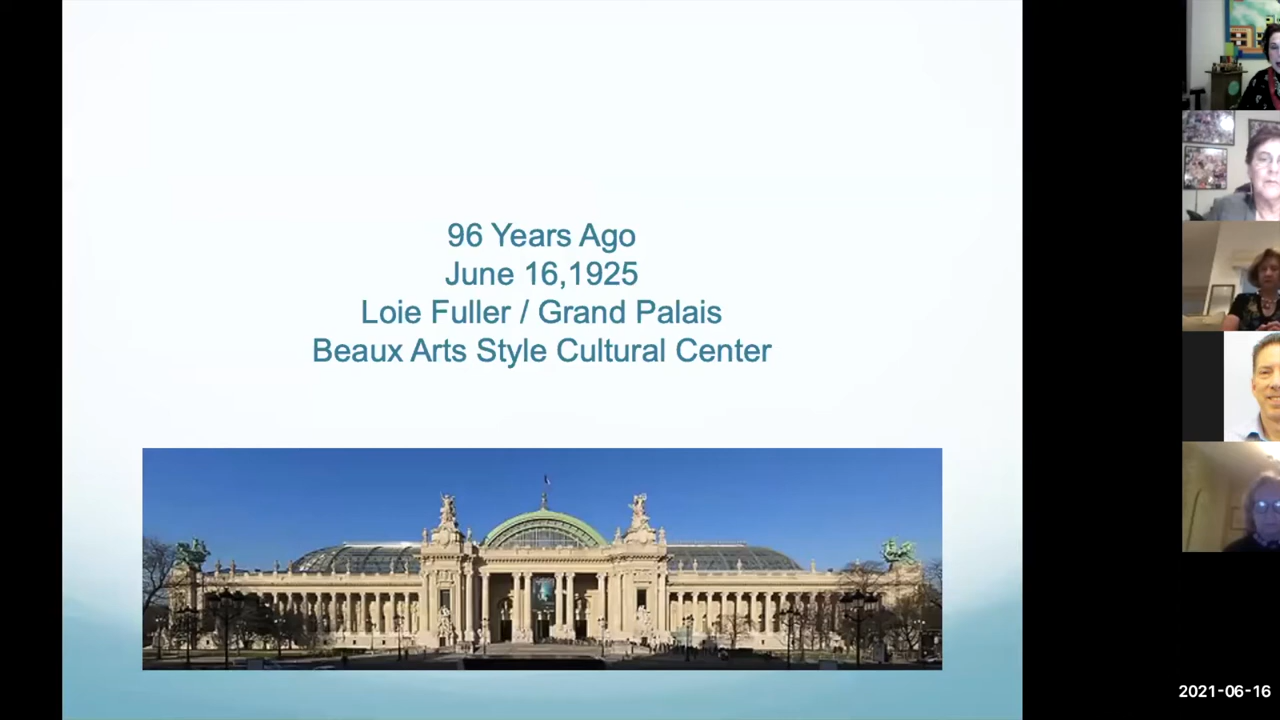 96 Years Ago
June 16,1925
Loie Fuller / Grand Palais
Beaux Arts Style Cultural Center
2021-06-16